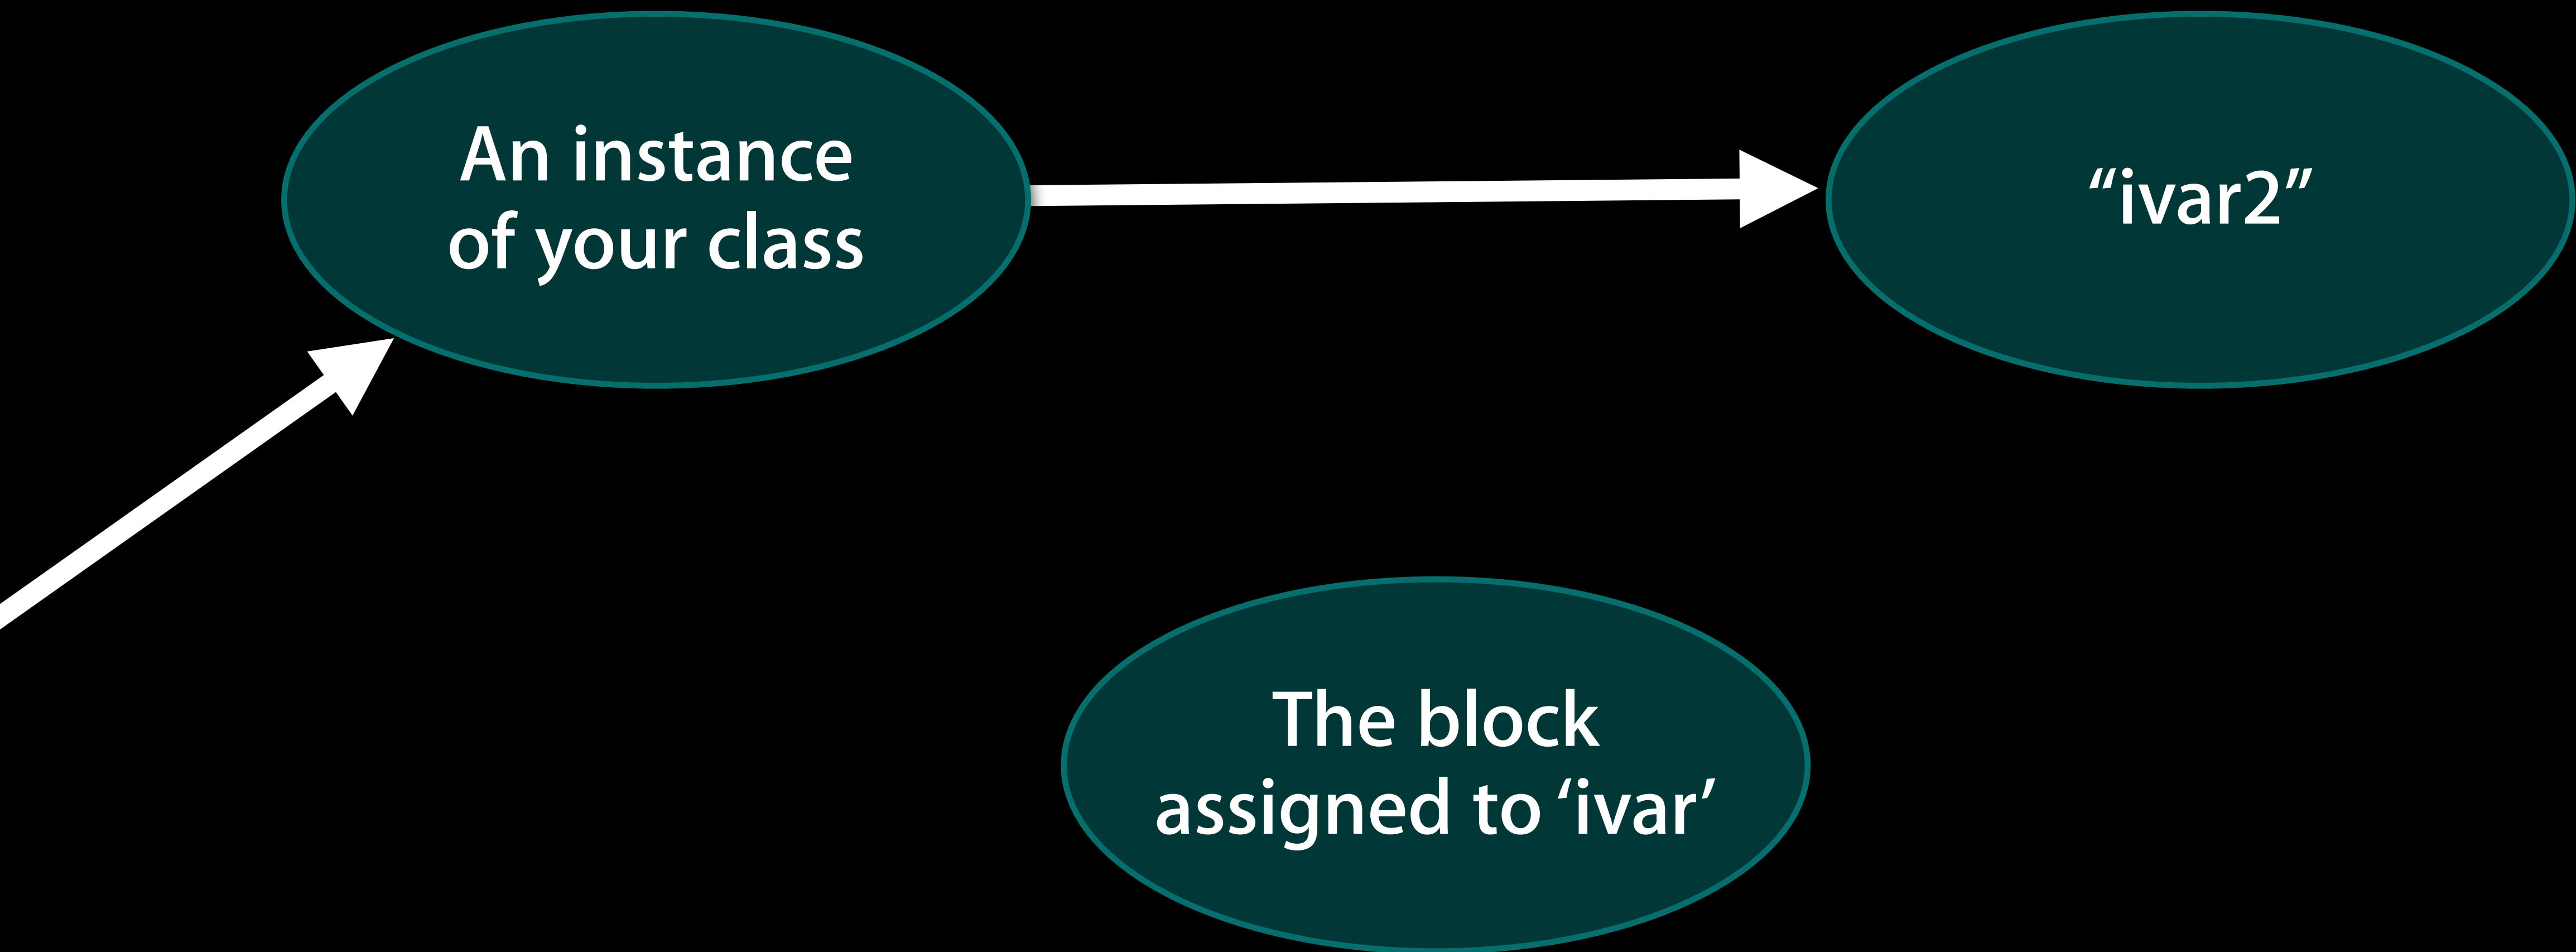 An instance
of your class
“ivar2”
The block
assigned to ‘ivar’